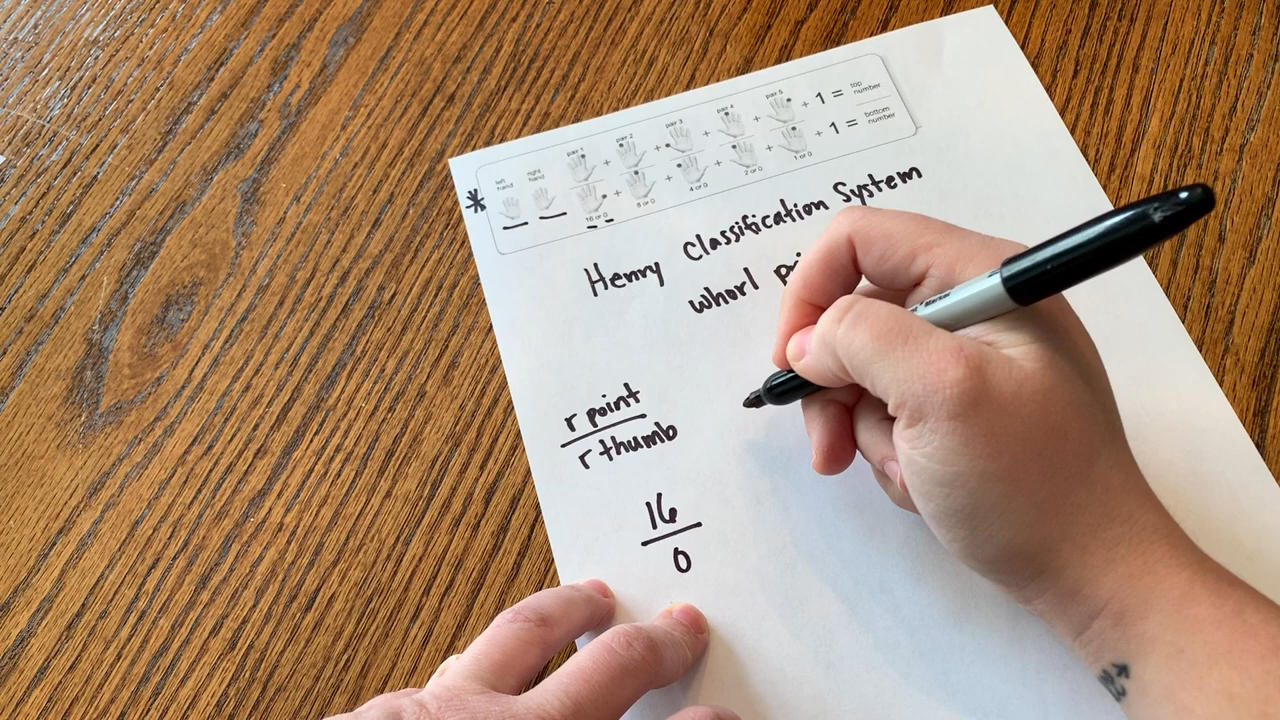 left hand
right hand
pair 1 + pair 2 + pair 3 + pair 4 + pair 5 + 1 = top number
16 or 0 + 8 or 0 + 4 or 0 + 2 or 0 + 1 or 0 + 1 = bottom number
*
Henry Classification System
whorl
r point
r thumb
16
0
Marker